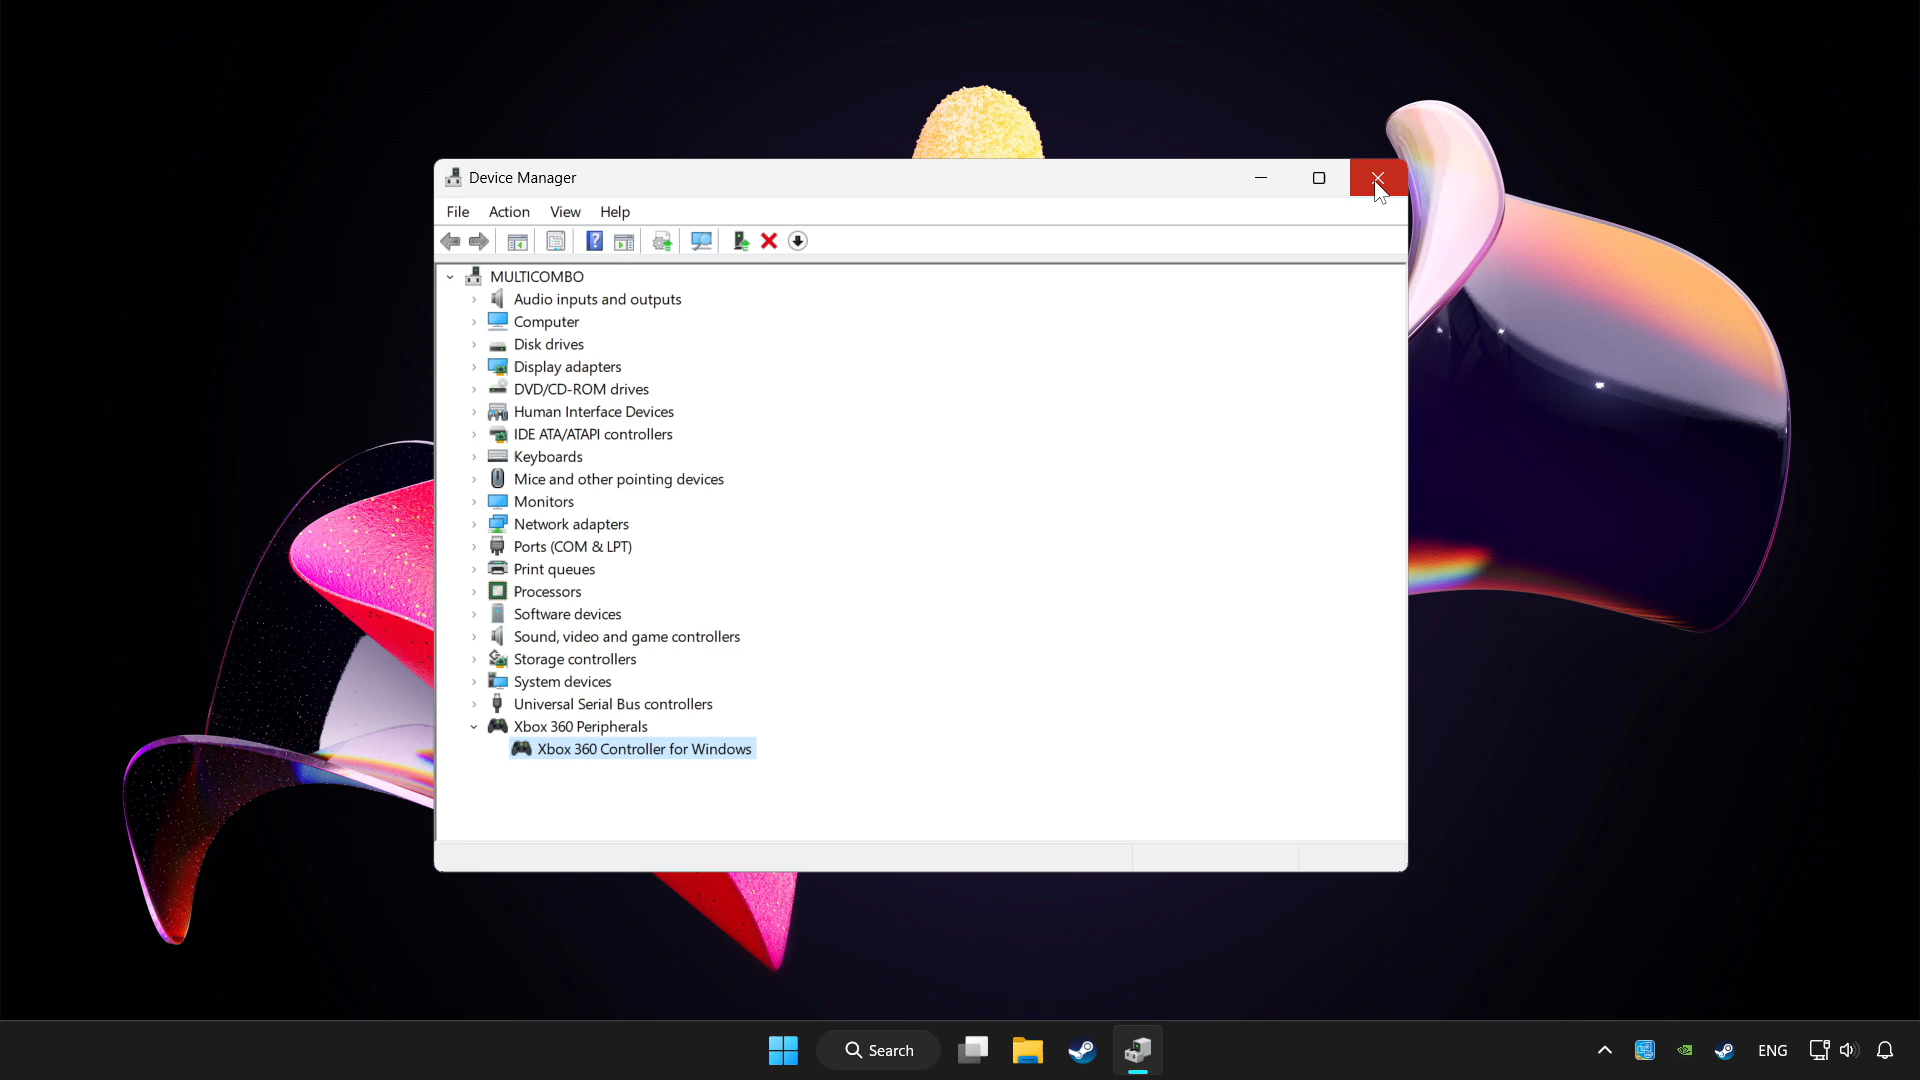 Device Manager
File Action View Help
MULTICOMBO
Audio inputs and outputs
Computer
Disk drives
Display adapters
DVD/CD-ROM drives
Human Interface Devices
IDE ATA/ATAPI controllers
Keyboards
Mice and other pointing devices
Monitors
Network adapters
Ports (COM & LPT)
Print queues
Processors
Software devices
Sound, video and game controllers
Storage controllers
System devices
Universal Serial Bus controllers
Xbox 360 Peripherals
Xbox 360 Controller for Windows
Search
ENG